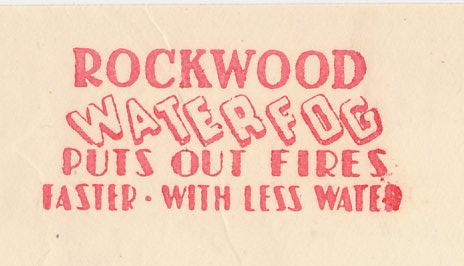 ROCKWOOD
WATERFOG
PUTS OUT FIRES
FASTER · WITH LESS WATER